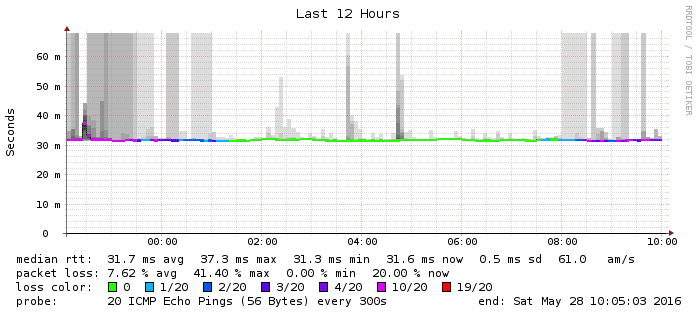 Last 12 Hours
RRDTOOL / TOBI OETIKER
Seconds
60 m
50 m
40 m
30 m
20 m
10 m
0
00:00 02:00 04:00 06:00 08:00 10:00
median rtt: 31.7 ms avg 37.3 ms max 31.3 ms min 31.6 ms now 0.5 ms sd 61.0 am/s
packet loss: 7.62 % avg 41.40 % max 0.00 % min 20.00 % now
loss color: 0 1/20 2/20 3/20 4/20 10/20 19/20
probe: 20 ICMP Echo Pings (56 Bytes) every 300s end: Sat May 28 10:05:03 2016